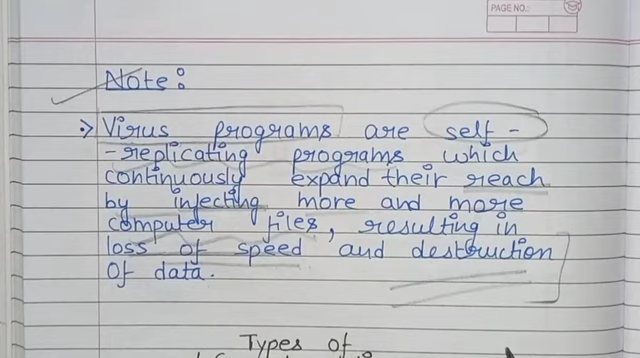 PAGE NO.:
Note:
:> Virus programs are self-
-replicating programs which
continuously expand their reach
by injecting more and more
computer files, resulting in
loss of speed and destruction
of data.
Types of